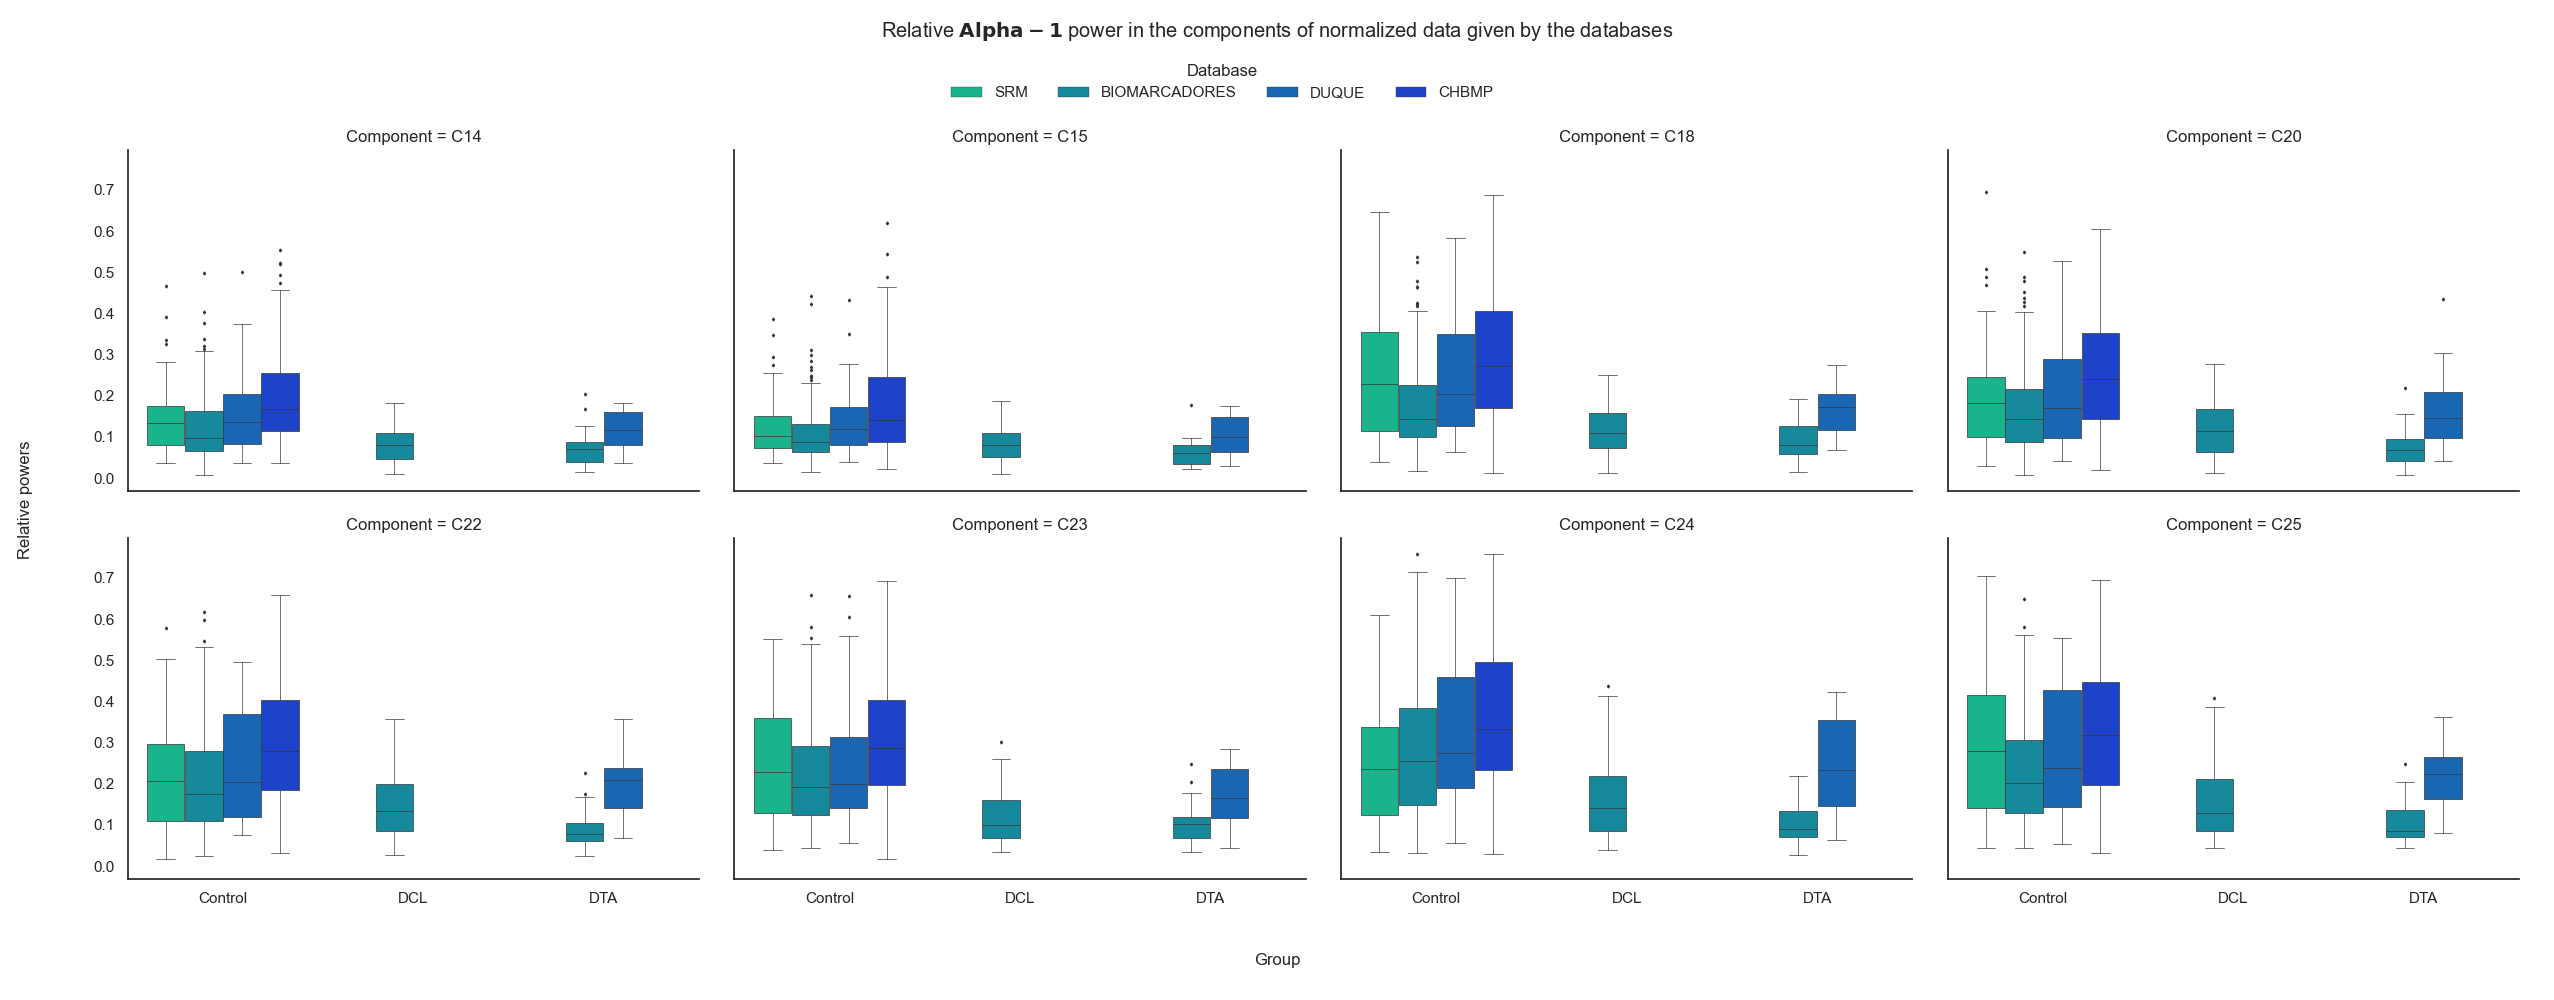 Relative Alpha − 1 power in the components of normalized data given by the databases
Database
SRM BIOMARCADORES DUQUE CHBMP
Component = C14
Component = C15
Component = C18
Component = C20
0.7
0.6
0.5
0.4
0.3
0.2
0.1
0.0
Relative powers
Component = C22
Component = C23
Component = C24
Component = C25
0.7
0.6
0.5
0.4
0.3
0.2
0.1
0.0
Control DCL DTA
Control DCL DTA
Control DCL DTA
Control DCL DTA
Group